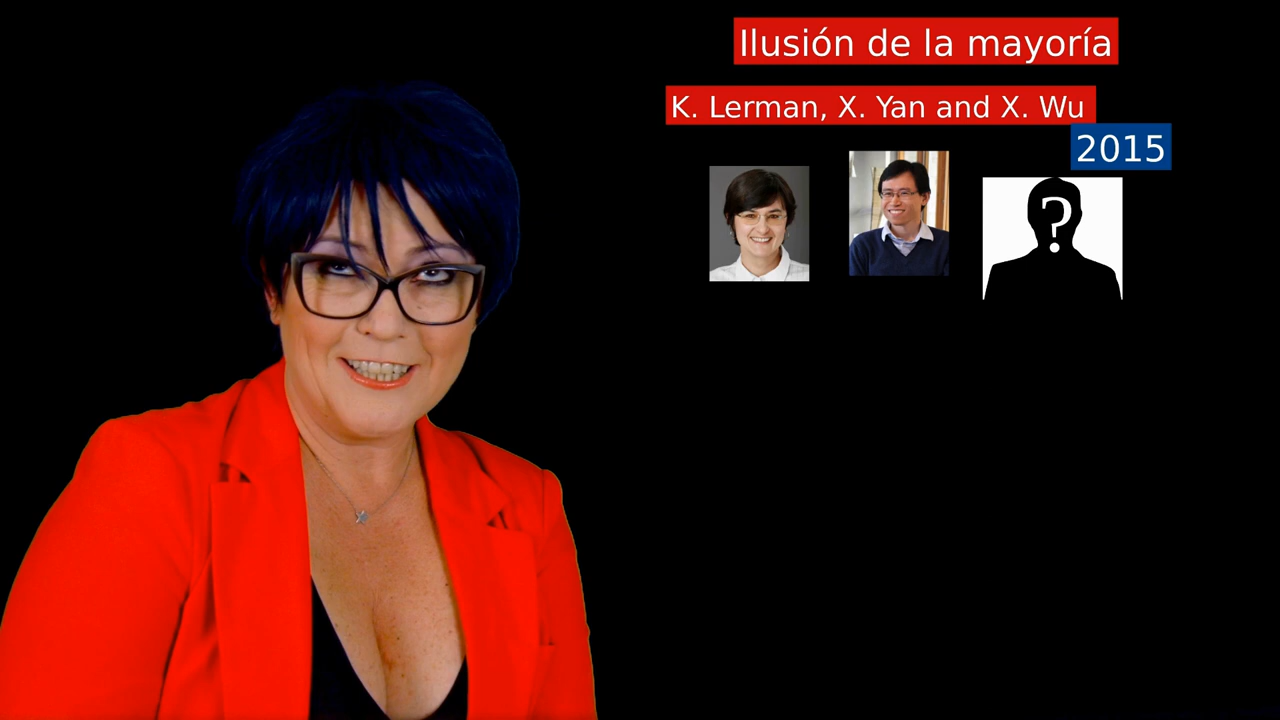 Ilusión de la mayoría
K. Lerman, X. Yan and X. Wu
2015
?